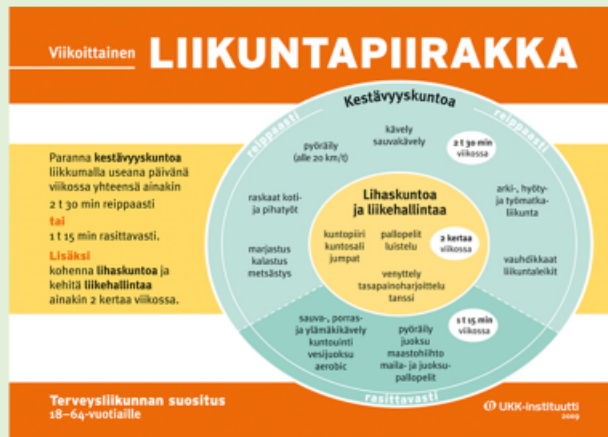 Viikoittainen LIIKUNTAPIIRAKKA
Paranna kestävyyskuntoa
liikkumalla useana päivänä
viikossa yhteensä ainakin
2 t 30 min reippaasti
tai
1 t 15 min rasittavasti.
Lisäksi
kohenna lihaskuntoa ja
kehitä liikehallintaa
ainakin 2 kertaa viikossa.
Kestävyyskuntoa
reippaasti
reippaasti
kävely
sauvakävely
2 t 30 min
viikossa
pyöräily
(alle 20 km/t)
raskaat koti-
ja pihatyöt
arki-, hyöty-
ja työmatka-
liikunta
marjastus
kalastus
metsästys
vauhdikkaat
liikuntaleikit
Lihaskuntoa
ja liikehallintaa
kuntopiiri
kuntosali
jumpat
pallopelit
luistelu
2 kertaa
viikossa
venyttely
tasapainoharjoittelu
tanssi
sauva-, porras-
ja ylämäkikävely
kuntouinti
vesijuoksu
aerobic
pyöräily
juoksu
maastohiihto
maila- ja juoksu-
pallopelit
1 t 15 min
viikossa
rasittavasti
Terveysliikunnan suositus
18–64-vuotiaille
UKK-instituutti
2009